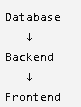 Database
↓
Backend
↓
Frontend